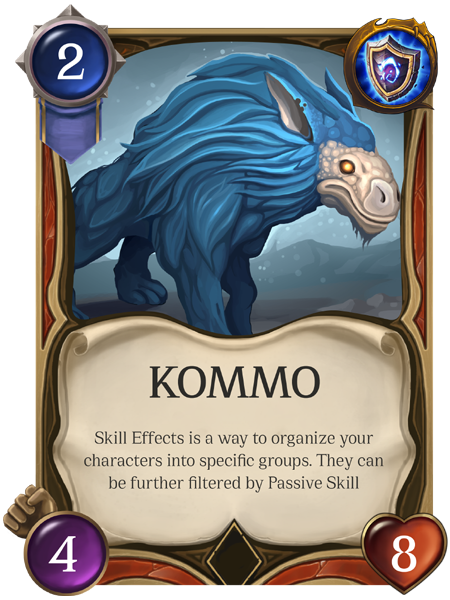 2
KOMMO
Skill Effects is a way to organize your
characters into specific groups. They can
be further filtered by Passive Skill
4
8